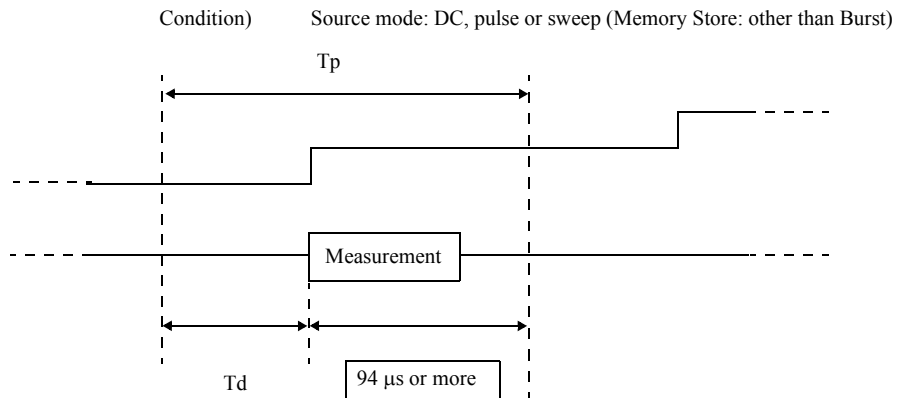 Condition) Source mode: DC, pulse or sweep (Memory Store: other than Burst)
Tp
Measurement
Td
94 μs or more